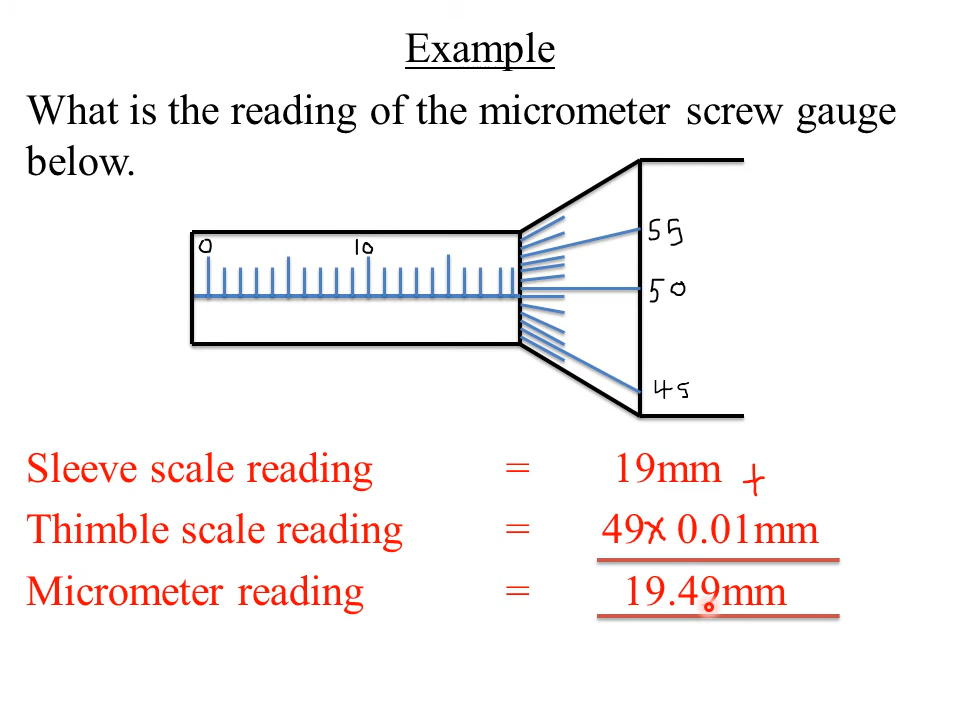 Example
What is the reading of the micrometer screw gauge
below.
0 10
55
50
45
Sleeve scale reading = 19mm +
Thimble scale reading = 49 × 0.01mm
Micrometer reading = 19.49mm